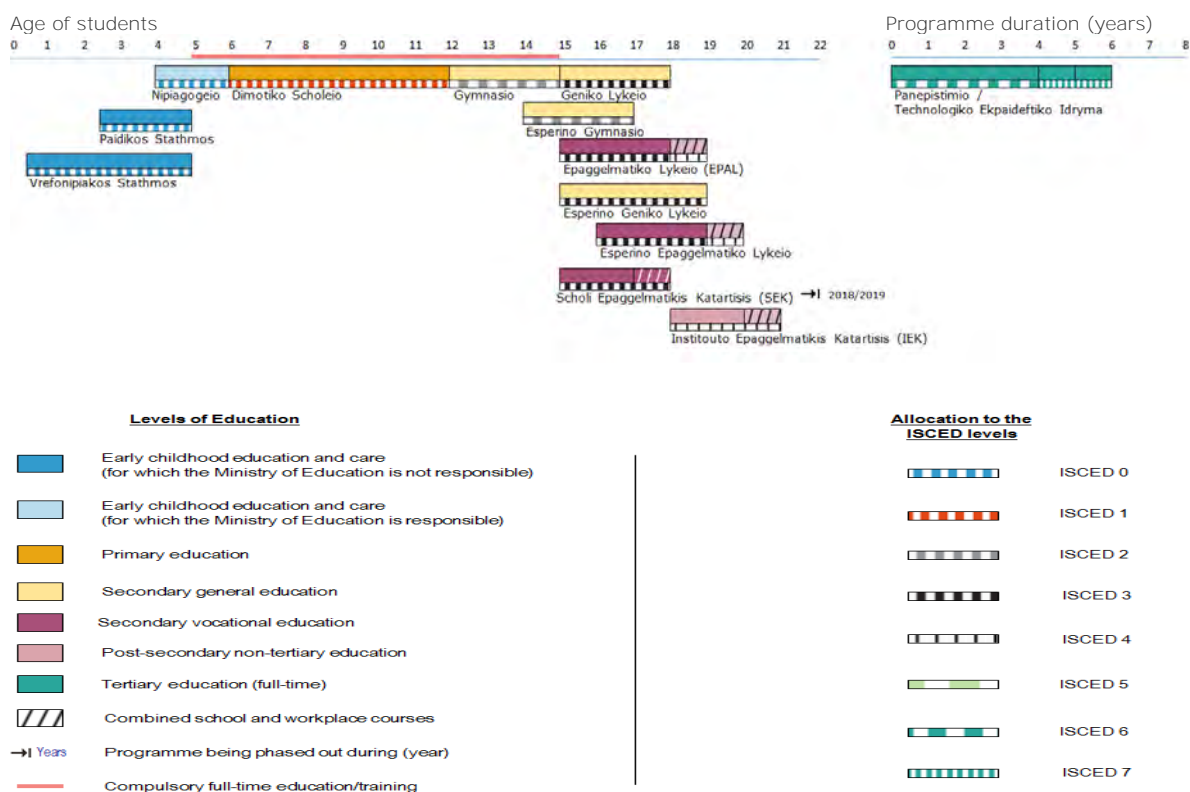 Age of students
Programme duration (years)
0 1 2 3 4 5 6 7 8 9 10 11 12 13 14 15 16 17 18 19 20 21 22
0 1 2 3 4 5 6 7 8
Nipiagogeio
Dimotiko Scholeio
Gymnasio
Geniko Lykeio
Panepistimio /
Technologiko Ekpaideftiko Idryma
Paidikos Stathmos
Esperino Gymnasio
Epaggelmatiko Lykeio (EPAL)
Vrefonipiakos Stathmos
Esperino Geniko Lykeio
Esperino Epaggelmatiko Lykeio
Scholi Epaggelmatikis Katartisis (SEK) 2018/2019
Institouto Epaggelmatikis Katartisis (IEK)
Levels of Education
Early childhood education and care
(for which the Ministry of Education is not responsible)
Early childhood education and care
(for which the Ministry of Education is responsible)
Primary education
Secondary general education
Secondary vocational education
Post-secondary non-tertiary education
Tertiary education (full-time)
Combined school and workplace courses
Years Programme being phased out during (year)
Compulsory full-time education/training
Allocation to the
ISCED levels
ISCED 0
ISCED 1
ISCED 2
ISCED 3
ISCED 4
ISCED 5
ISCED 6
ISCED 7